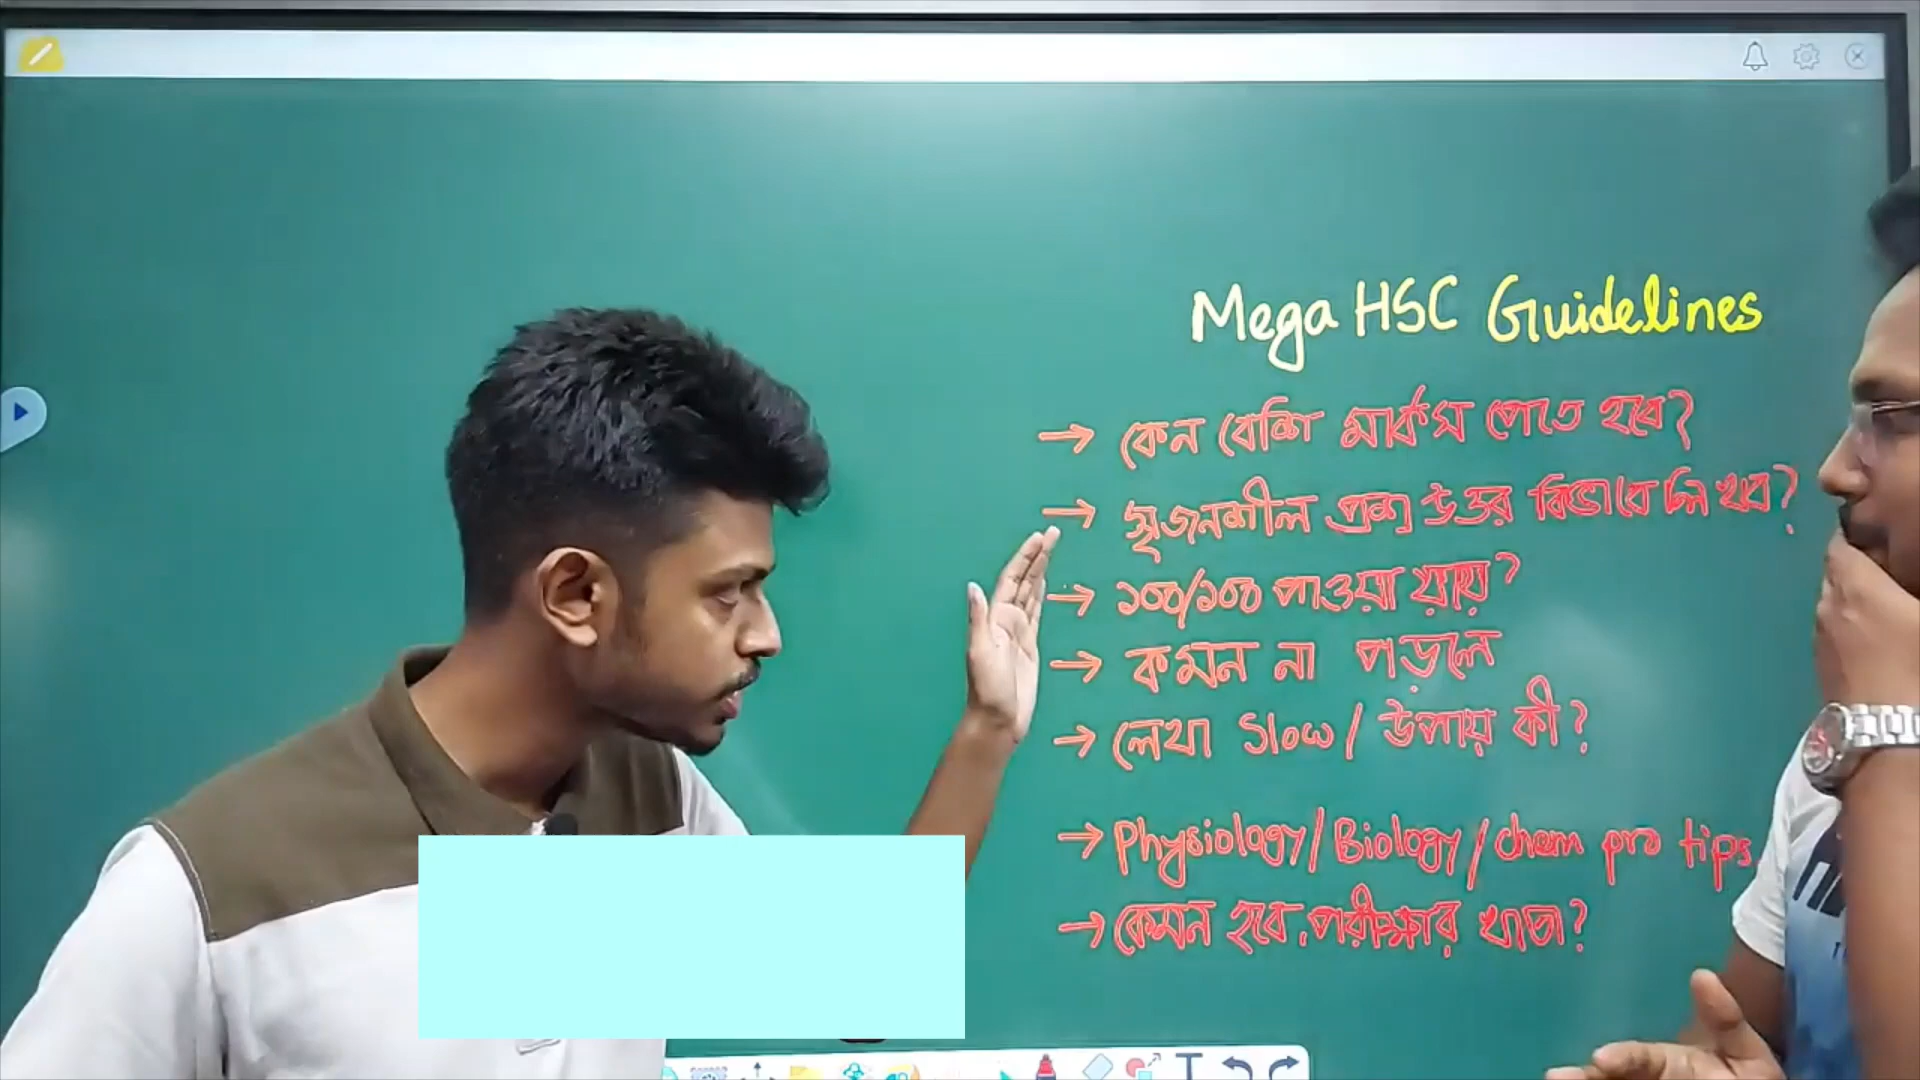 Mega HSC Guidelines
→ কেন বেশি মার্কস পেতে হবে?
→ সৃজনশীল প্রশ্ন উত্তর কিভাবে লিখব?
→ ১০০/১০০ পাওয়া যায়?
→ কমন না পড়লে
→ লেখা Slow / উপায় কী?
→ Physiology / Biology / chem pro tips.
→ কেমন হবে পরীক্ষার খাতা?